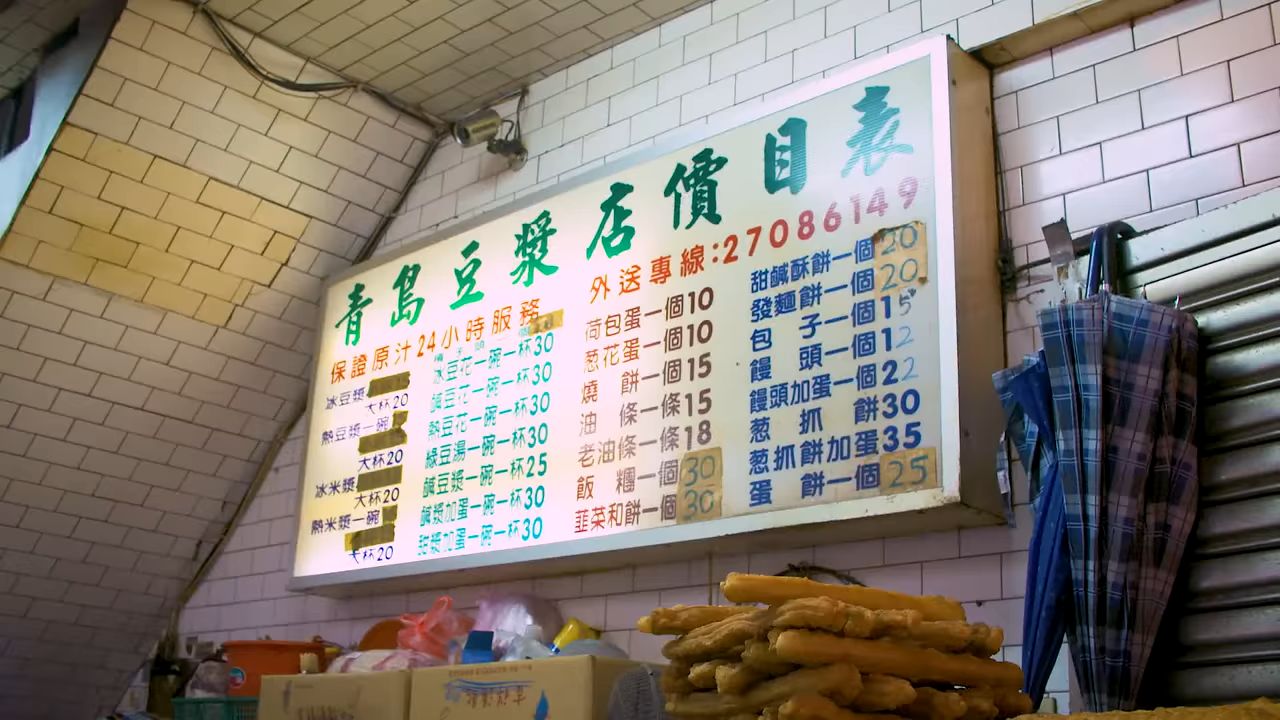 青島豆漿店價目表
保證原汁24小時服務
外送專線:27086149
冰豆漿
大杯20
熱豆漿一碗
大杯20
冰米漿
大杯20
熱米漿一碗
大杯20
冰豆花一碗一杯30
鹹豆花一碗一杯30
熱豆花一碗一杯30
綠豆湯一碗一杯30
鹹豆漿一碗一杯25
鹹漿加蛋一碗一杯30
甜漿加蛋一碗一杯30
荷包蛋一個10
葱花蛋一個10
燒餅一個15
油條一條15
老油條一條18
飯糰一個30
韮菜和餅一個30
甜鹹酥餅一個20
發麵餅一個20
包子一個15
饅頭一個12
饅頭加蛋一個22
葱抓餅30
葱抓餅加蛋35
蛋餅一個25